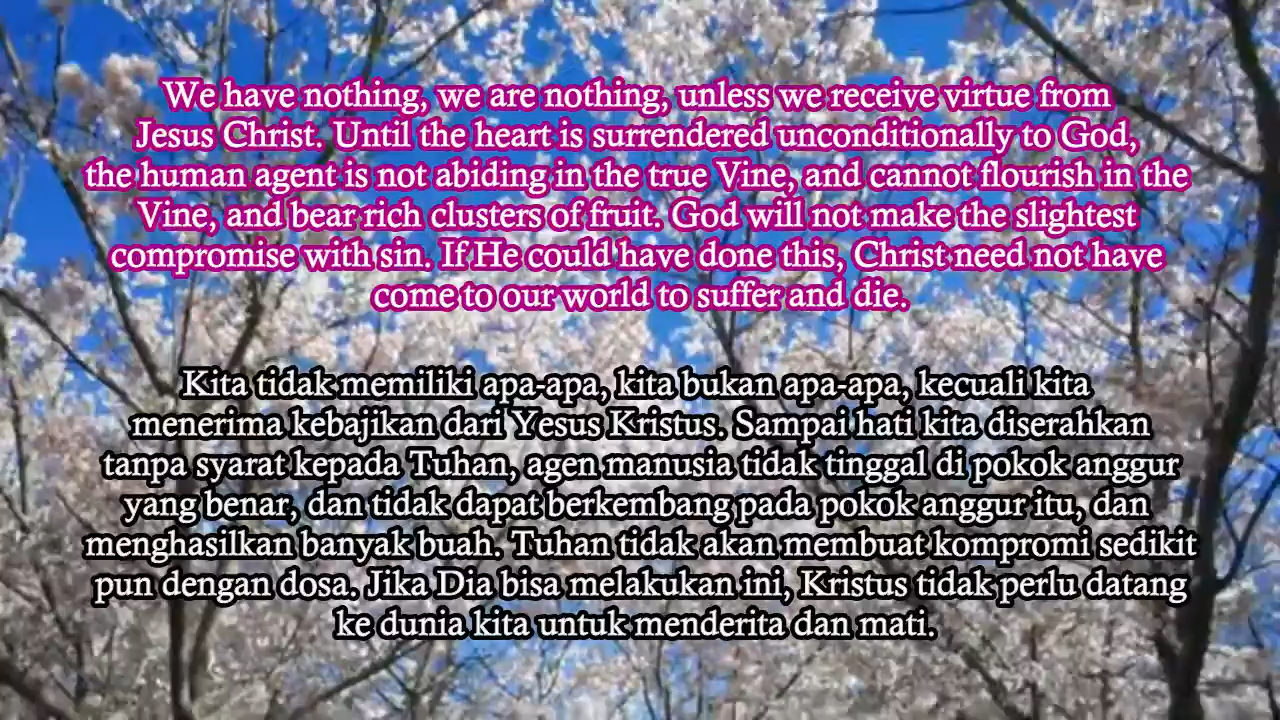 We have nothing, we are nothing, unless we receive virtue from
Jesus Christ. Until the heart is surrendered unconditionally to God,
the human agent is not abiding in the true Vine, and cannot flourish in the
Vine, and bear rich clusters of fruit. God will not make the slightest
compromise with sin. If He could have done this, Christ need not have
come to our world to suffer and die.
Kita tidak memiliki apa-apa, kita bukan apa-apa, kecuali kita
menerima kebajikan dari Yesus Kristus. Sampai hati kita diserahkan
tanpa syarat kepada Tuhan, agen manusia tidak tinggal di pokok anggur
yang benar, dan tidak dapat berkembang pada pokok anggur itu, dan
menghasilkan banyak buah. Tuhan tidak akan membuat kompromi sedikit
pun dengan dosa. Jika Dia bisa melakukan ini, Kristus tidak perlu datang
ke dunia kita untuk menderita dan mati.